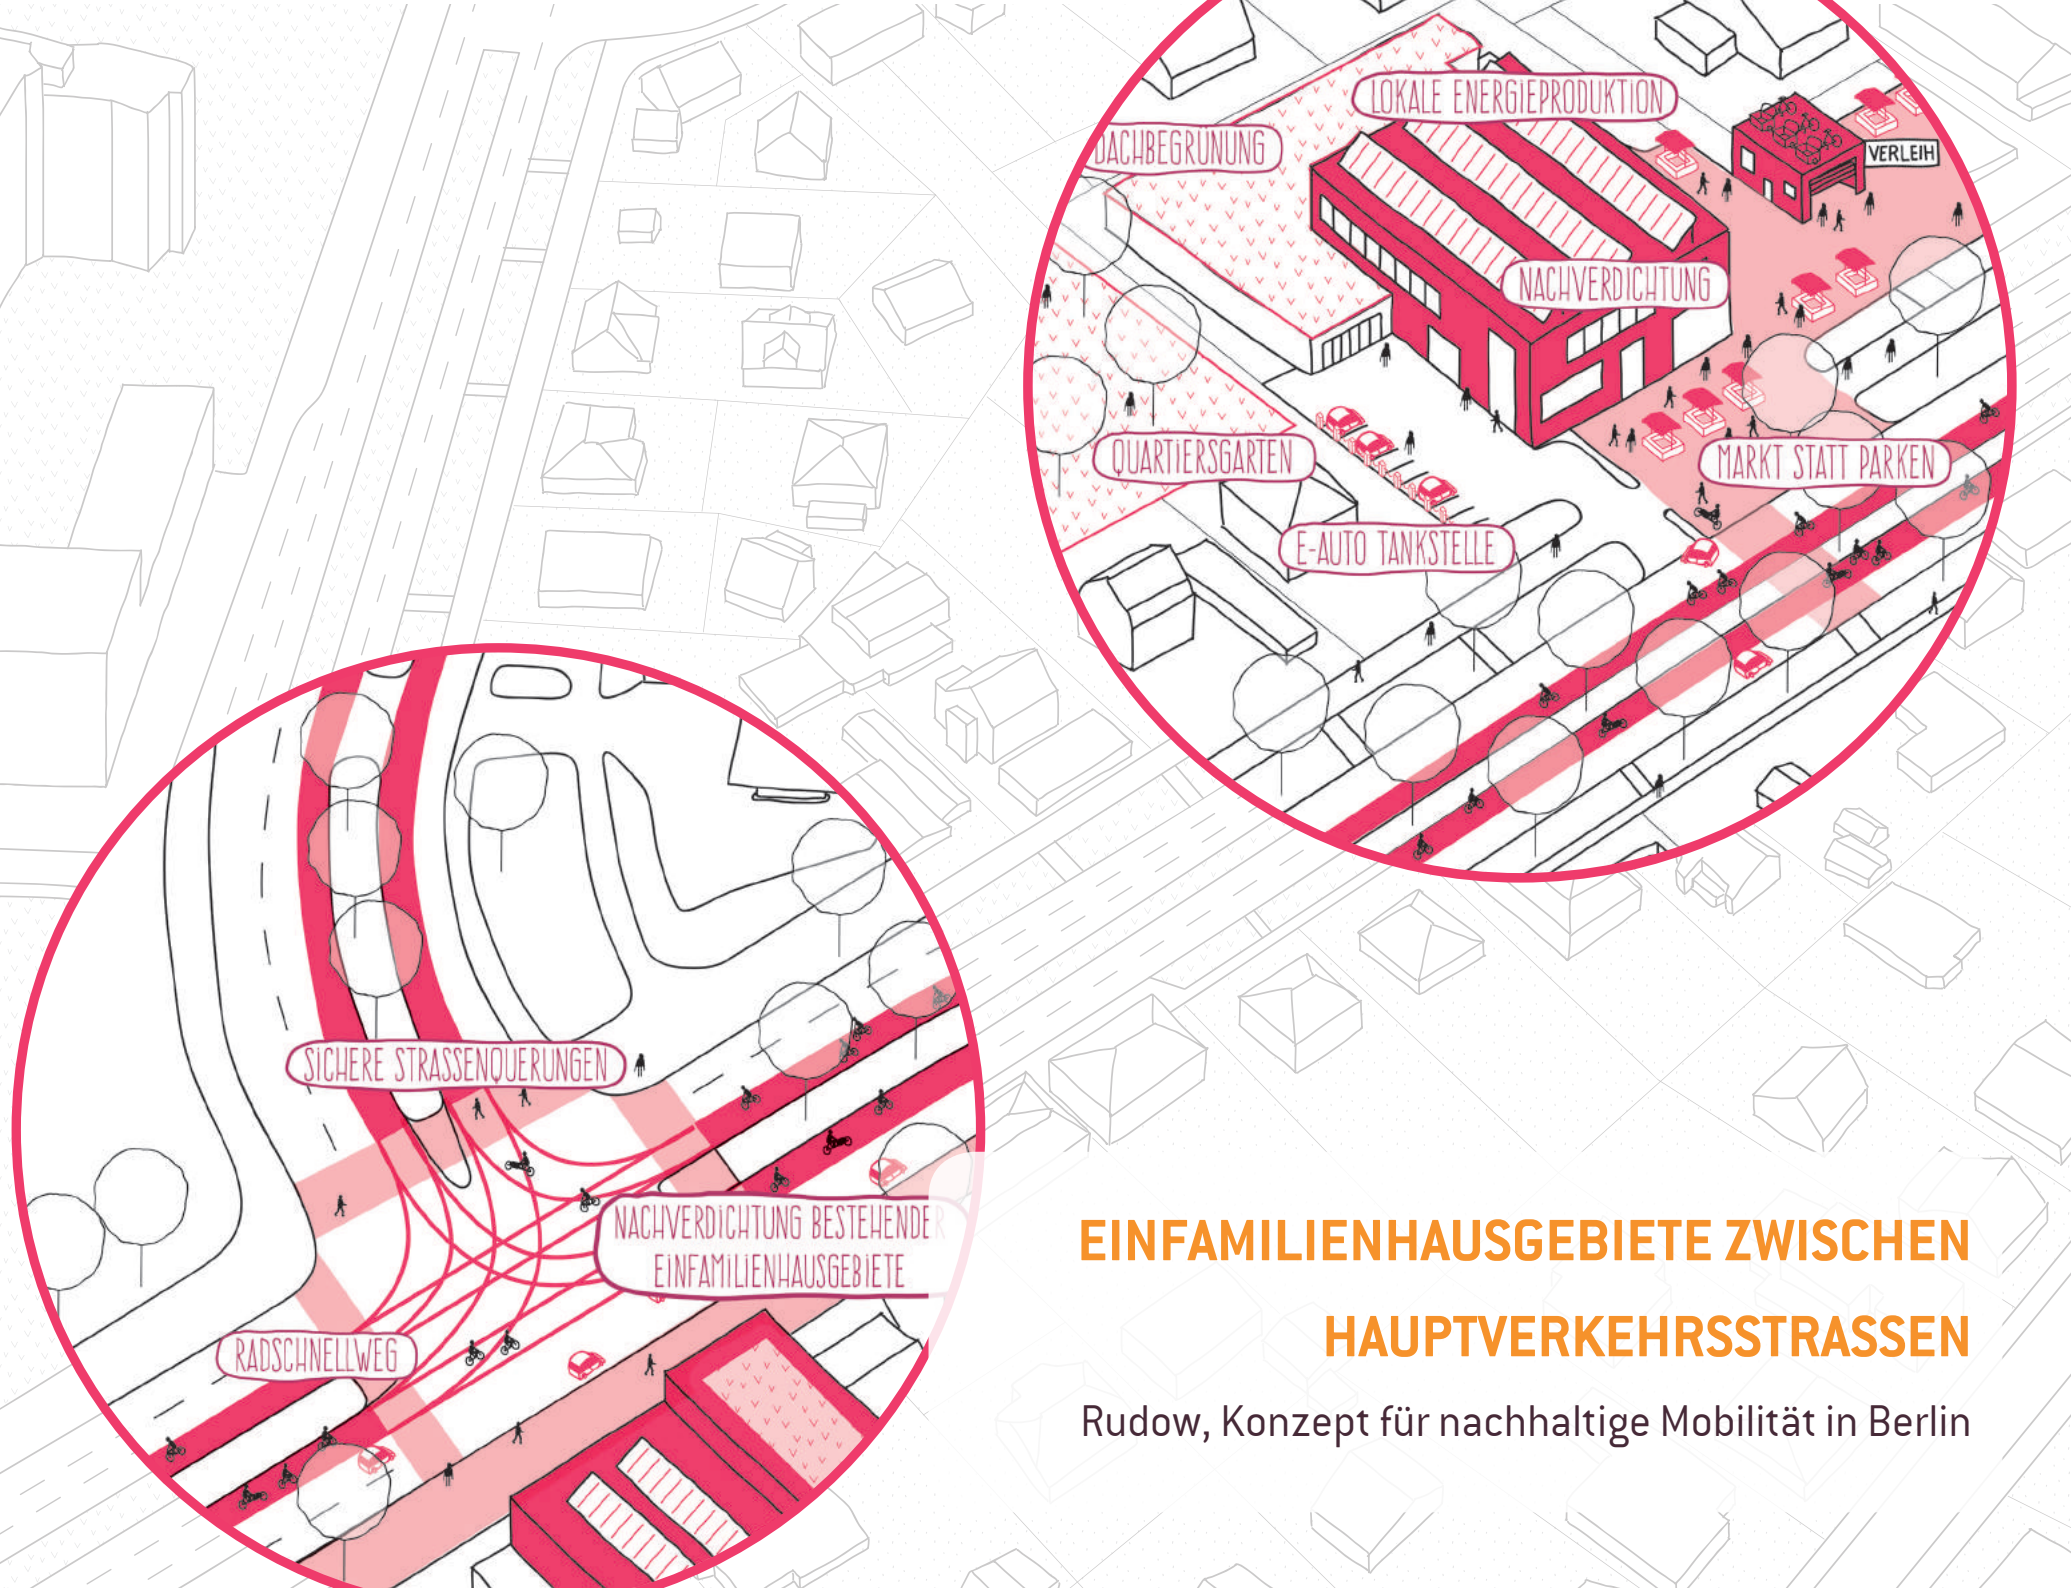 LOKALE ENERGIEPRODUKTION
DACHBEGRÜNUNG
VERLEIH
NACHVERDICHTUNG
QUARTIERSGARTEN
MARKT STATT PARKEN
E-AUTO TANKSTELLE
SICHERE STRASSENQUERUNGEN
NACHVERDICHTUNG BESTEHENDER
EINFAMILIENHAUSGEBIETE
RADSCHNELLWEG
EINFAMILIENHAUSGEBIETE ZWISCHEN
HAUPTVERKEHRSSTRASSEN
Rudow, Konzept für nachhaltige Mobilität in Berlin